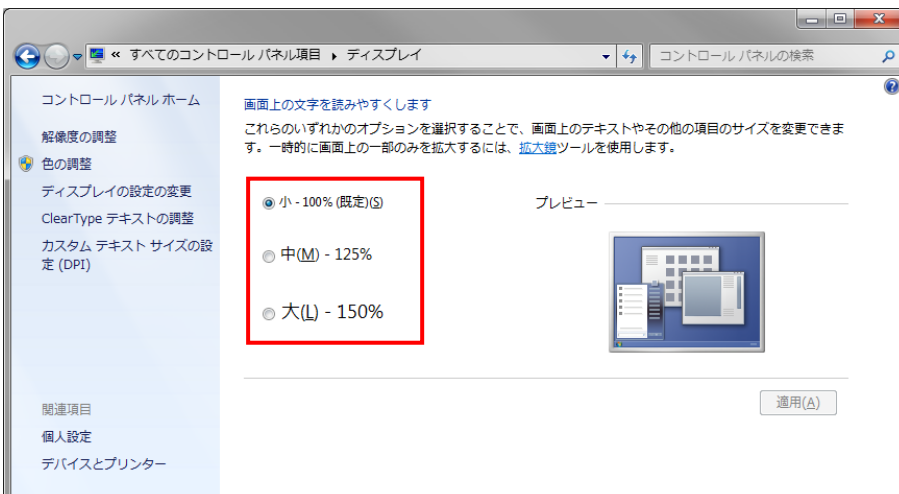 « すべてのコントロール パネル項目 ▸ ディスプレイ
コントロール パネルの検索
コントロール パネル ホーム
解像度の調整
色の調整
ディスプレイの設定の変更
ClearType テキストの調整
カスタム テキスト サイズの設
定 (DPI)
関連項目
個人設定
デバイスとプリンター
画面上の文字を読みやすくします
これらのいずれかのオプションを選択することで、画面上のテキストやその他の項目のサイズを変更できま
す。一時的に画面上の一部のみを拡大するには、拡大鏡ツールを使用します。
小 - 100% (既定)(S)
中(M) - 125%
大(L) - 150%
プレビュー
適用(A)